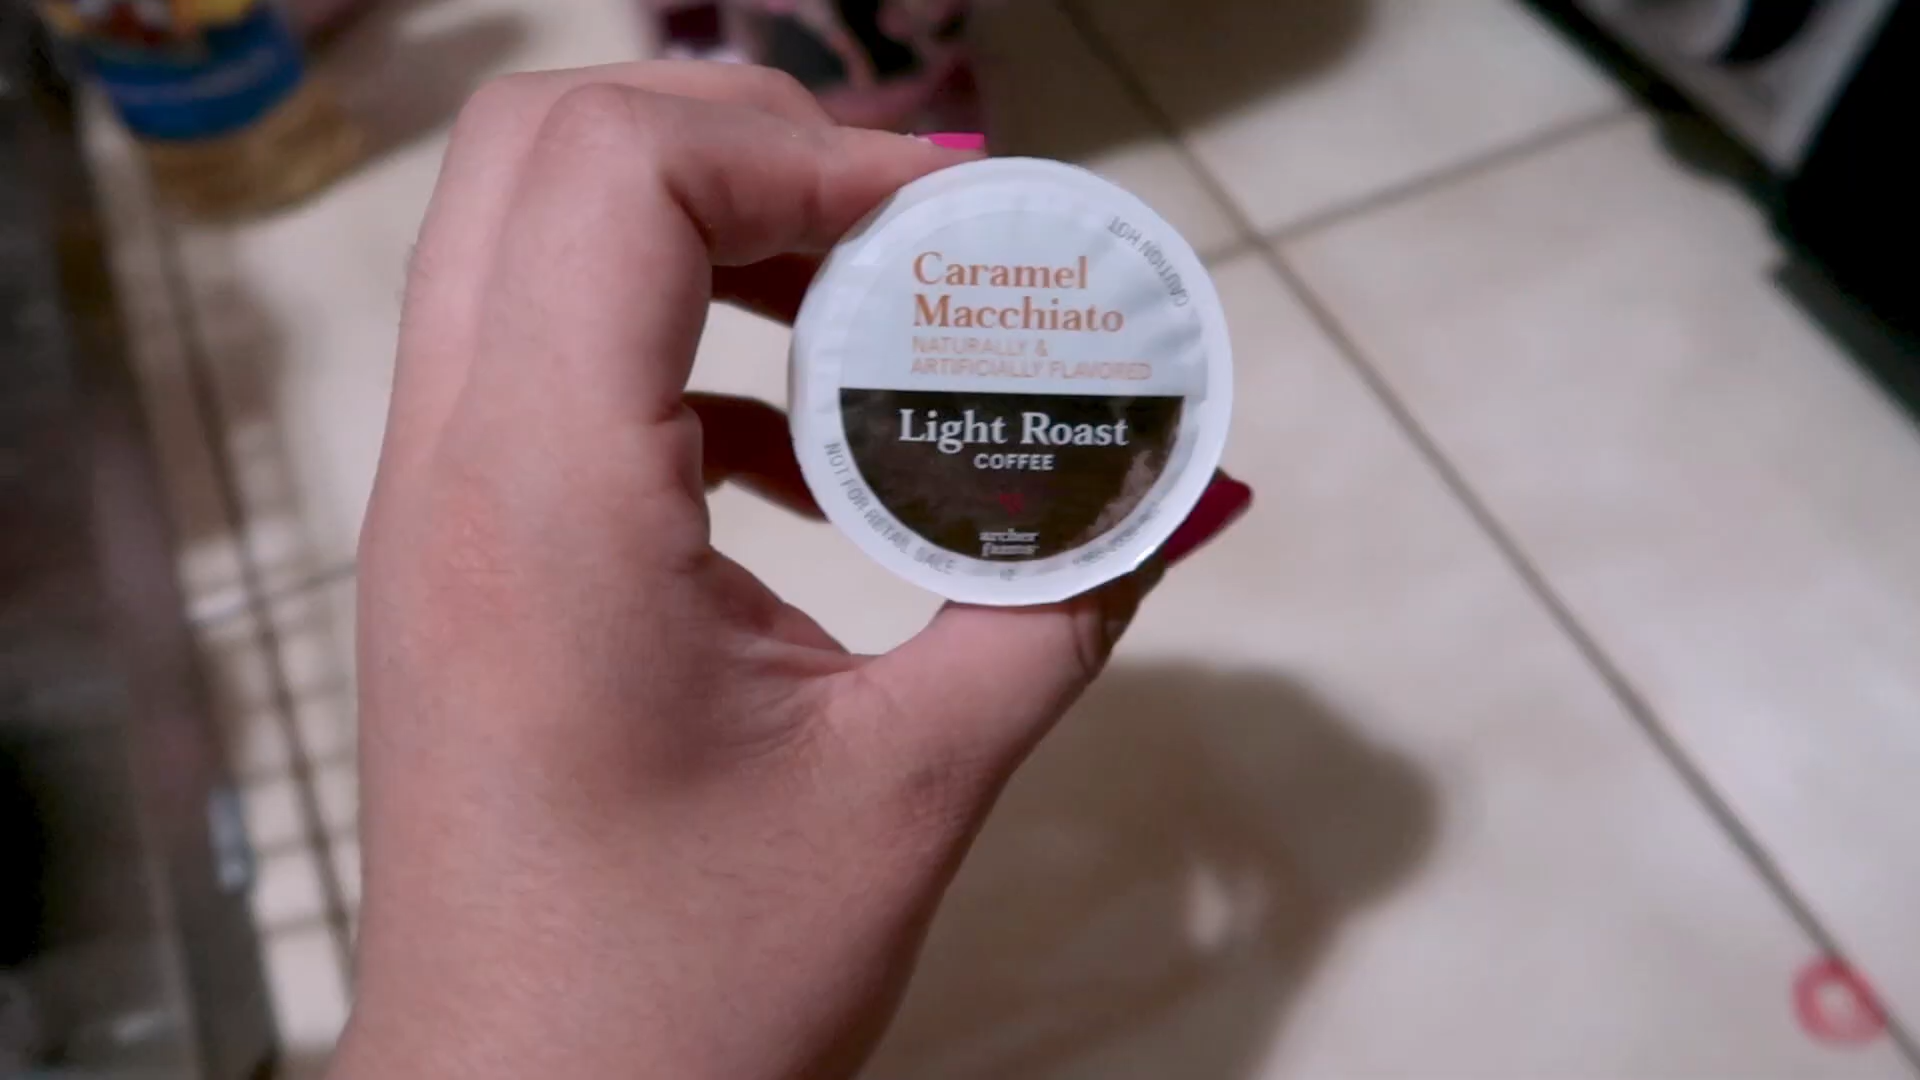 Caramel
Macchiato
NATURALLY &
ARTIFICIALLY FLAVORED
Light Roast
COFFEE
archer
farms
CAUTION HOT
NOT FOR RETAIL SALE